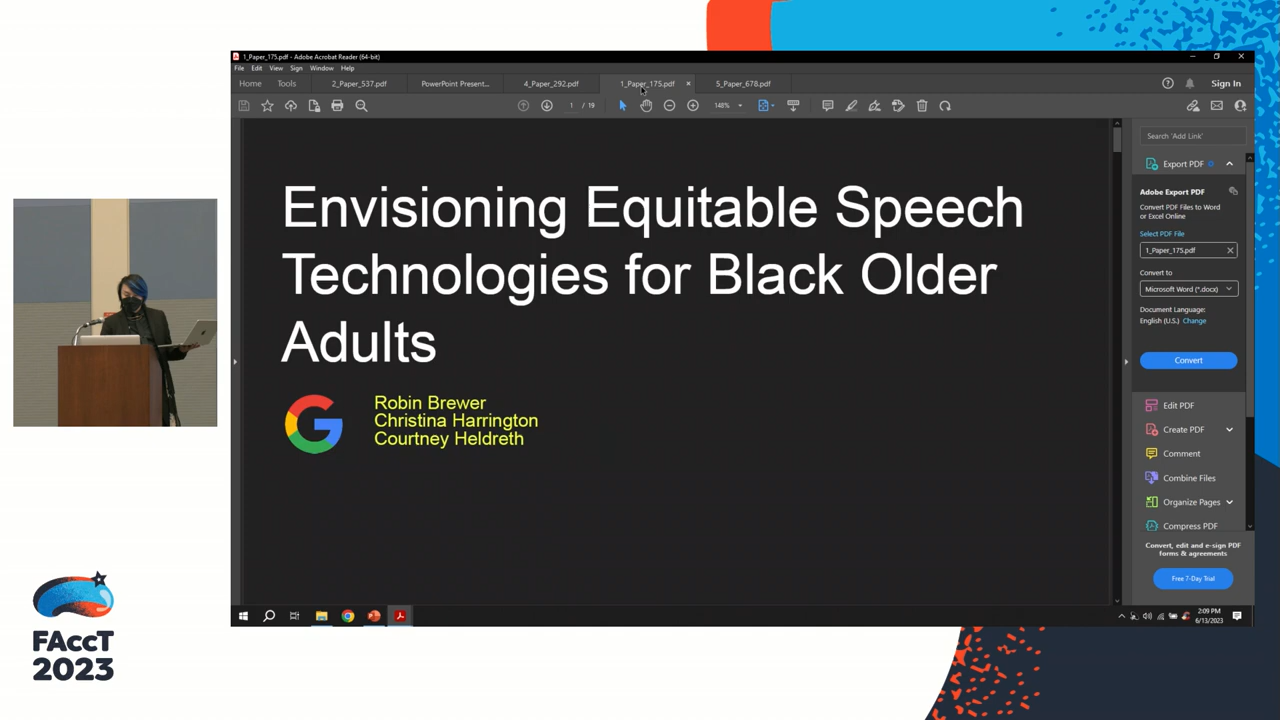 1_Paper_175.pdf - Adobe Acrobat Reader (64-bit)
File Edit View Sign Window Help
Home Tools 2_Paper_537.pdf PowerPoint Present... 4_Paper_292.pdf 1_Paper_175.pdf × 5_Paper_678.pdf Sign In
1 / 19 148%
Envisioning Equitable Speech
Technologies for Black Older
Adults
Robin Brewer
Christina Harrington
Courtney Heldreth
Search 'Add Link'
Export PDF
Adobe Export PDF
Convert PDF Files to Word
or Excel Online
Select PDF File
1_Paper_175.pdf
Convert to
Microsoft Word (*.docx)
Document Language:
English (U.S.) Change
Convert
Edit PDF
Create PDF
Comment
Combine Files
Organize Pages
Compress PDF
Convert, edit and e-sign PDF
forms & agreements
Free 7-Day Trial
2:09 PM
6/13/2023
FAccT
2023